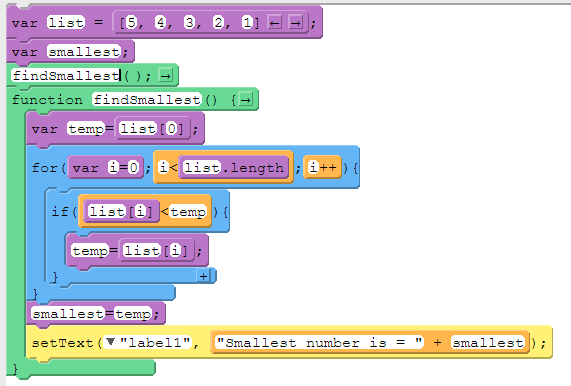 var list = [5, 4, 3, 2, 1] ← → ;
var smallest;
findSmallest(); →
function findSmallest() { →
var temp=list[0];
for(var i=0;i<list.length;i++){
if(list[i]<temp){
temp=list[i];
} +
}
smallest=temp;
setText(▼"label1", "Smallest number is = " + smallest);
}